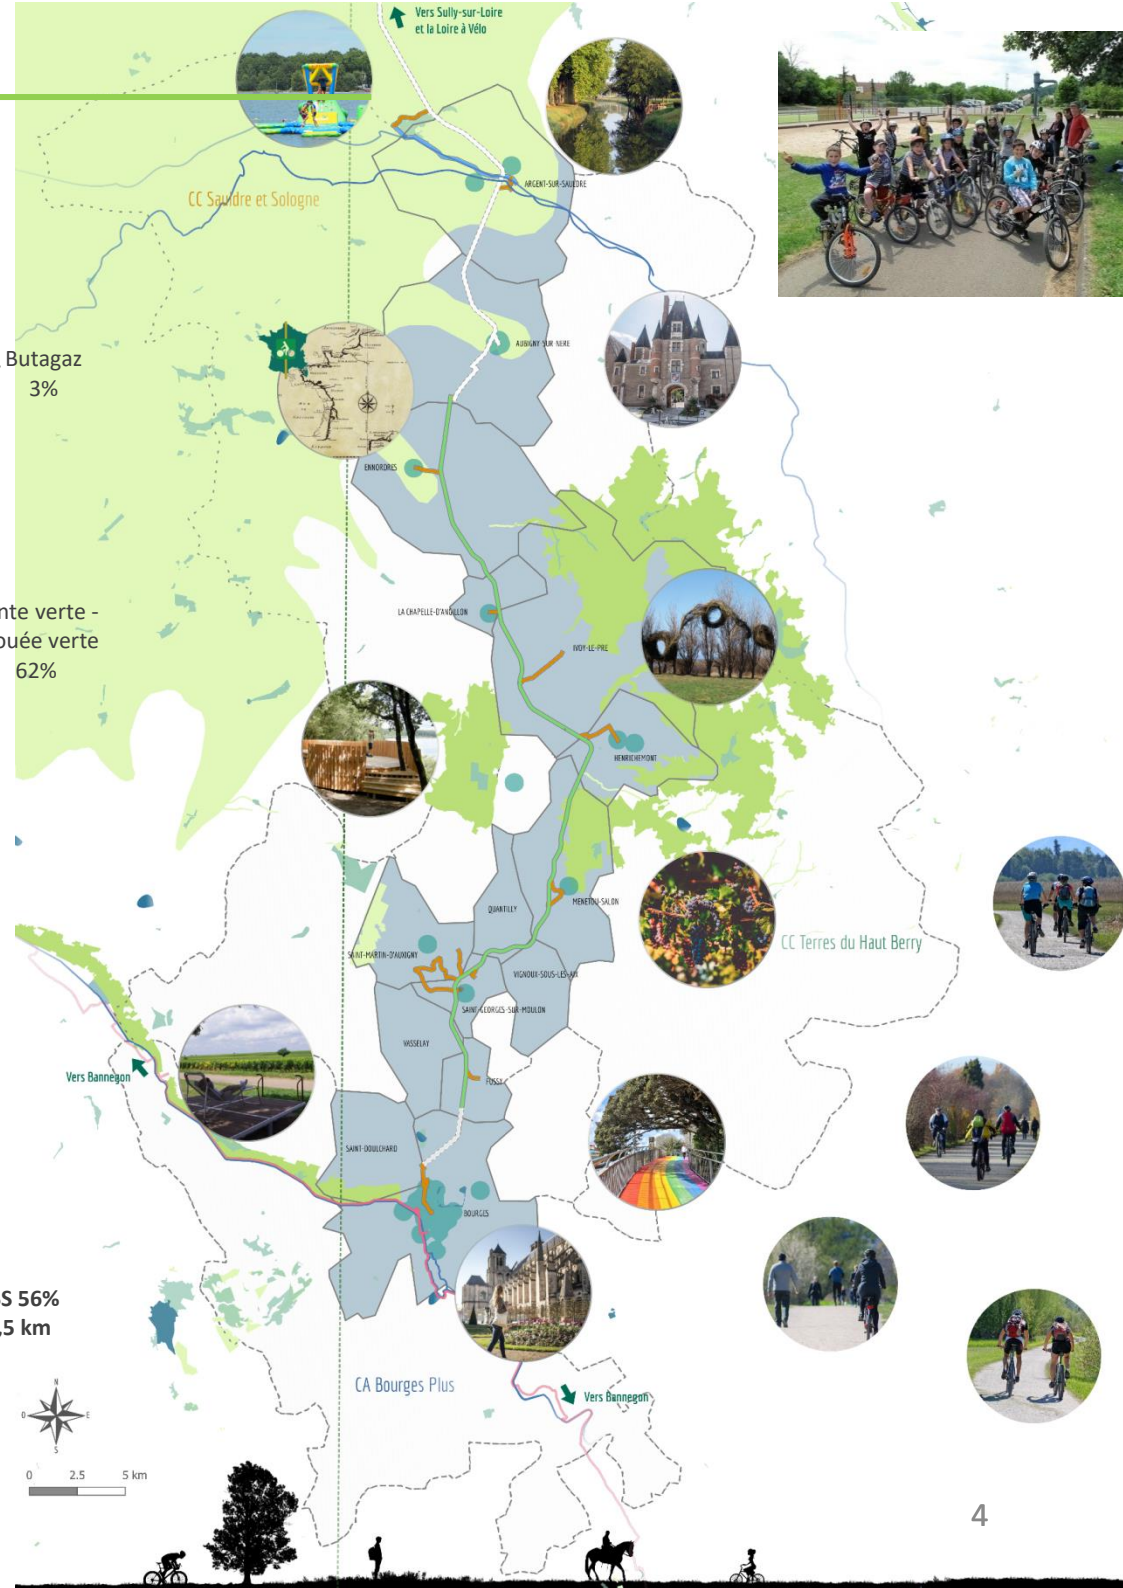 Vers Sully-sur-Loire
et la Loire à Vélo
CC Sauldre et Sologne
ARGENT-SUR-SAULDRE
AUBIGNY-SUR-NERE
Butagaz
3%
ENNORDRES
nte verte -
ouée verte
62%
LA CHAPELLE-D'ANGILLON
IVOY-LE-PRE
HENRICHEMONT
QUANTILLY
MENETOU-SALON
CC Terres du Haut Berry
SAINT-MARTIN-D'AUXIGNY
VIGNOUX-SOUS-LES-AIX
SAINT-GEORGES-SUR-MOULON
VASSELAY
FUSSY
Vers Bannegon
SAINT-DOULCHARD
BOURGES
S 56%
,5 km
CA Bourges Plus
Vers Bannegon
N
O E
S
0 2.5 5 km
4